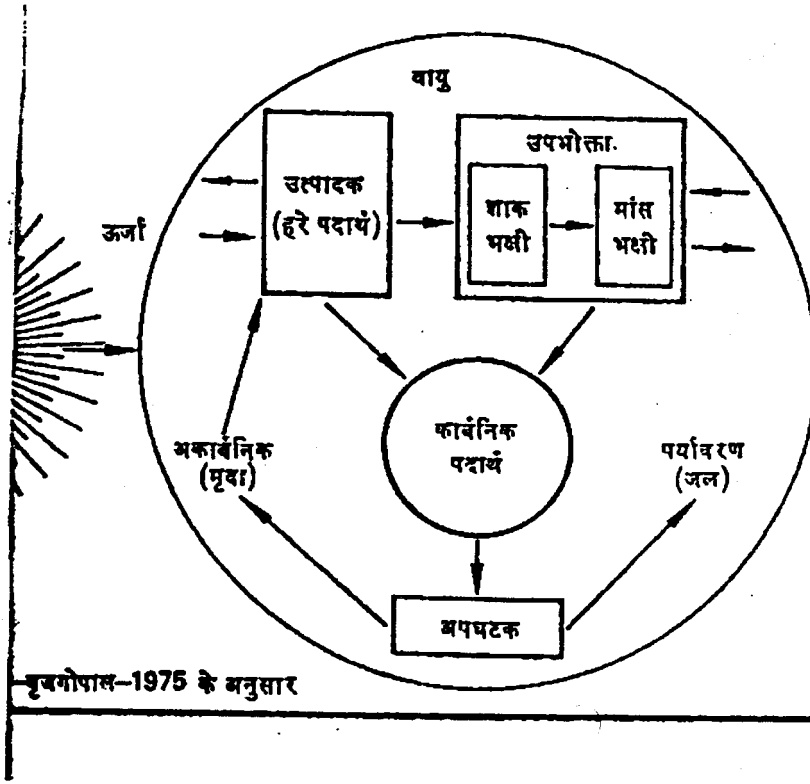 वायु
उपभोक्ता
उत्पादक
(हरे पदार्थ)
शाक
भक्षी
मांस
भक्षी
ऊर्जा
कार्बनिक
पदार्थ
अकार्बनिक
(मृदा)
पर्यावरण
(जल)
अपघटक
बृजगोपाल–1975 के अनुसार